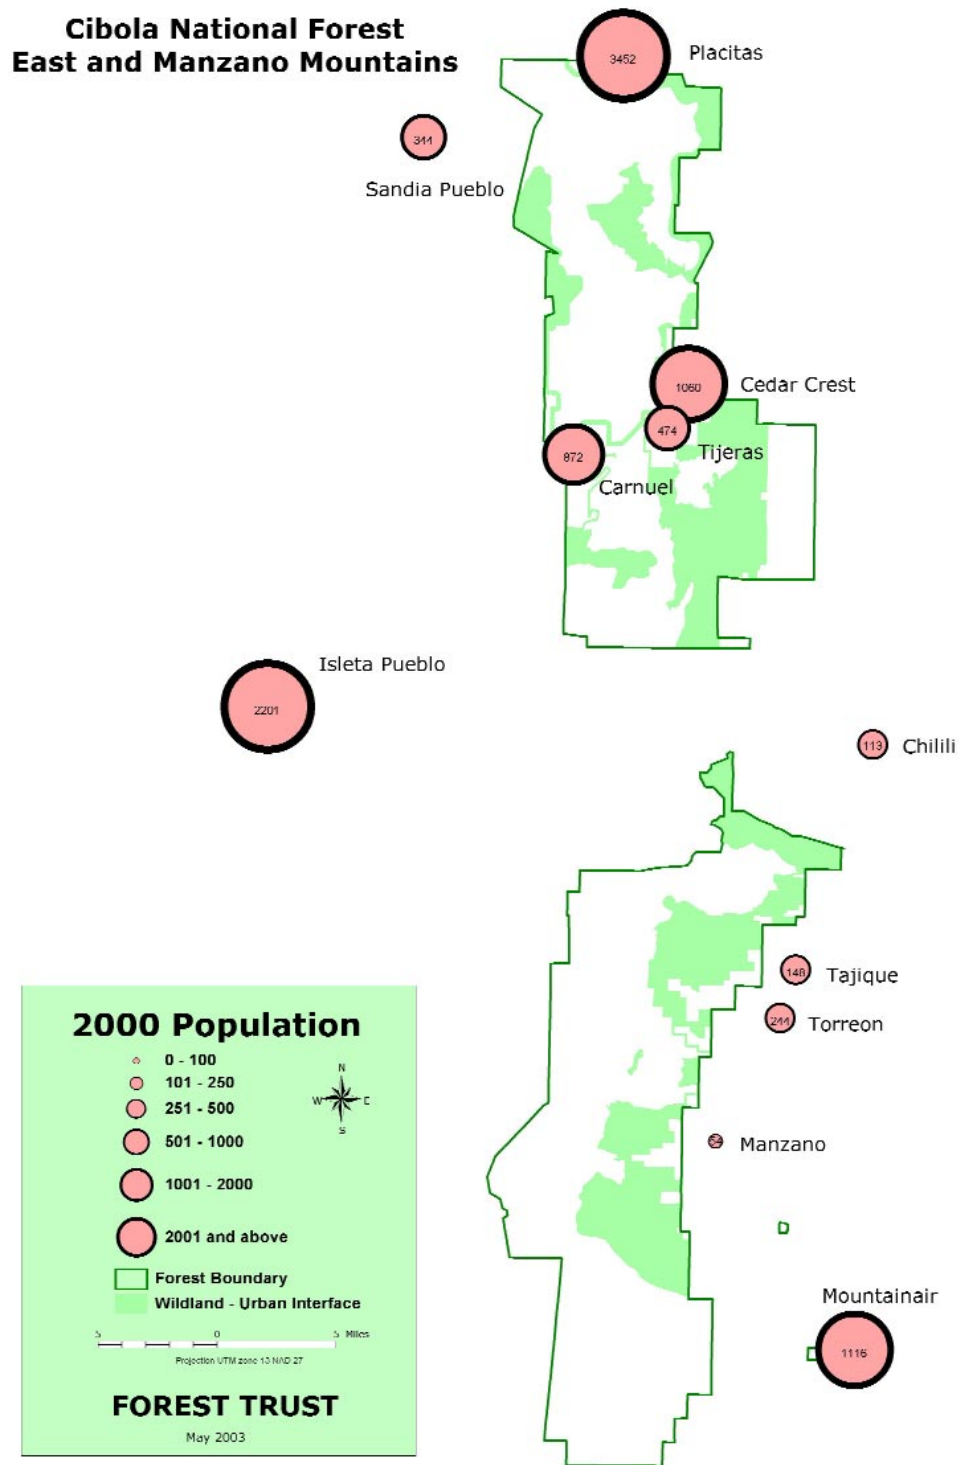 Cibola National Forest
East and Manzano Mountains
3452
Placitas
344
Sandia Pueblo
1060
Cedar Crest
474
Tijeras
872
Carnuel
Isleta Pueblo
2201
113
Chilili
148
Tajique
244
Torreon
54
Manzano
Mountainair
1116
2000 Population
0 - 100
101 - 250
251 - 500
501 - 1000
1001 - 2000
2001 and above
N
W E
S
Forest Boundary
Wildland - Urban Interface
5 0 5 Miles
Projection UTM zone 13 NAD 27
FOREST TRUST
May 2003